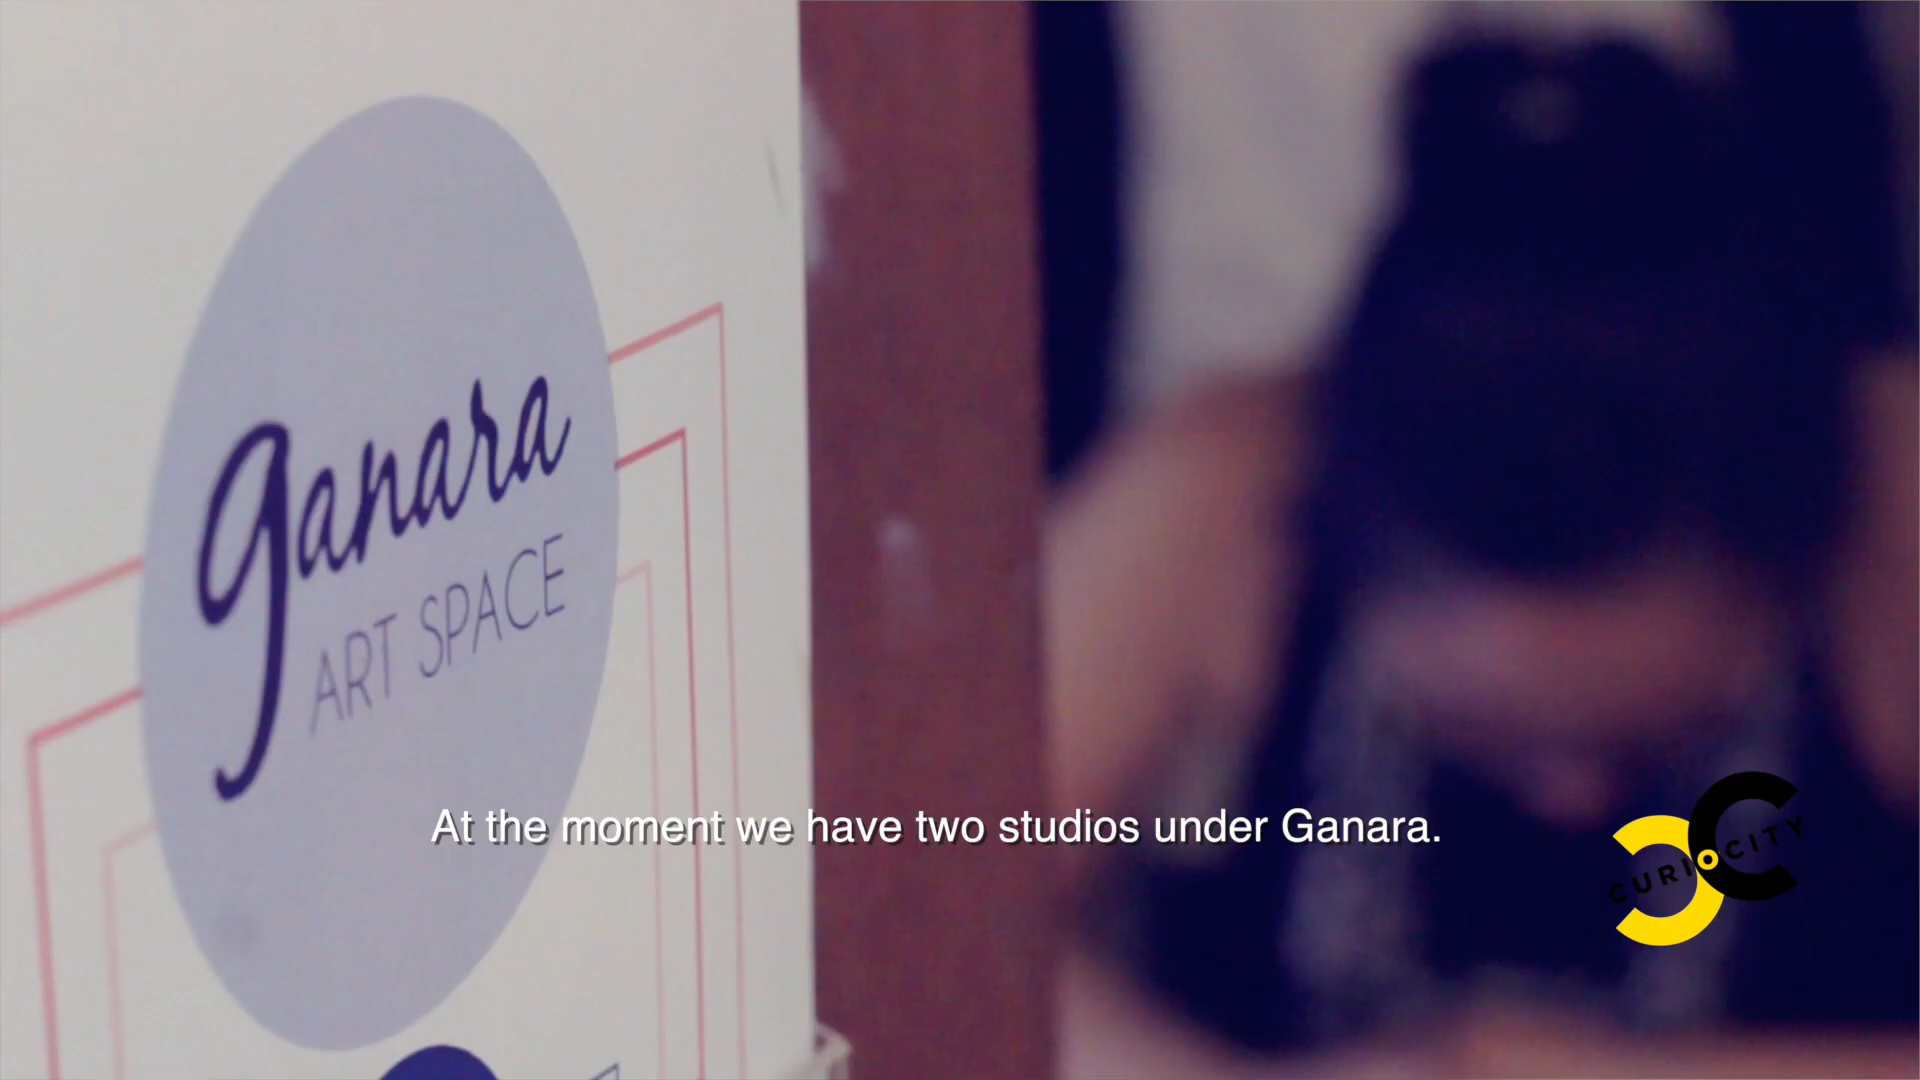 ganara
ART SPACE
At the moment we have two studios under Ganara.
CURIOCITY